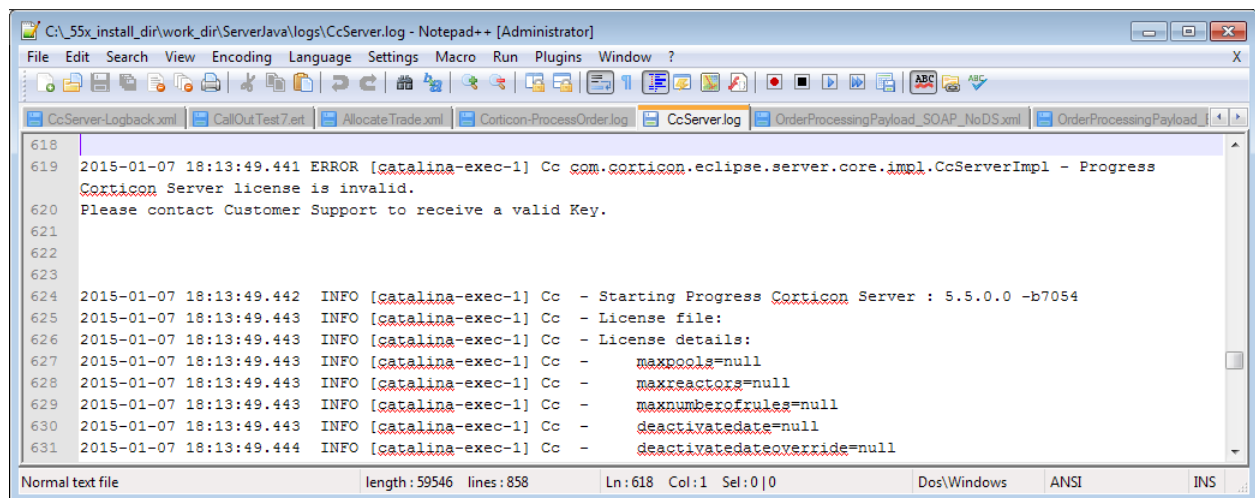 C:\_55x_install_dir\work_dir\ServerJava\logs\CcServer.log - Notepad++ [Administrator]
File Edit Search View Encoding Language Settings Macro Run Plugins Window ? X
CcServer-Logback.xml CallOutTest7.ert AllocateTrade.xml Corticon-ProcessOrder.log CcServer.log OrderProcessingPayload_SOAP_NoDS.xml OrderProcessingPayload_
618
619 2015-01-07 18:13:49.441 ERROR [catalina-exec-1] Cc com.corticon.eclipse.server.core.impl.CcServerImpl - Progress
Corticon Server license is invalid.
620 Please contact Customer Support to receive a valid Key.
621
622
623
624 2015-01-07 18:13:49.442 INFO [catalina-exec-1] Cc - Starting Progress Corticon Server : 5.5.0.0 -b7054
625 2015-01-07 18:13:49.443 INFO [catalina-exec-1] Cc - License file:
626 2015-01-07 18:13:49.443 INFO [catalina-exec-1] Cc - License details:
627 2015-01-07 18:13:49.443 INFO [catalina-exec-1] Cc - maxpools=null
628 2015-01-07 18:13:49.443 INFO [catalina-exec-1] Cc - maxreactors=null
629 2015-01-07 18:13:49.443 INFO [catalina-exec-1] Cc - maxnumberofrules=null
630 2015-01-07 18:13:49.443 INFO [catalina-exec-1] Cc - deactivatedate=null
631 2015-01-07 18:13:49.444 INFO [catalina-exec-1] Cc - deactivatedateoverride=null
Normal text file length : 59546 lines : 858 Ln : 618 Col : 1 Sel : 0 | 0 Dos\Windows ANSI INS